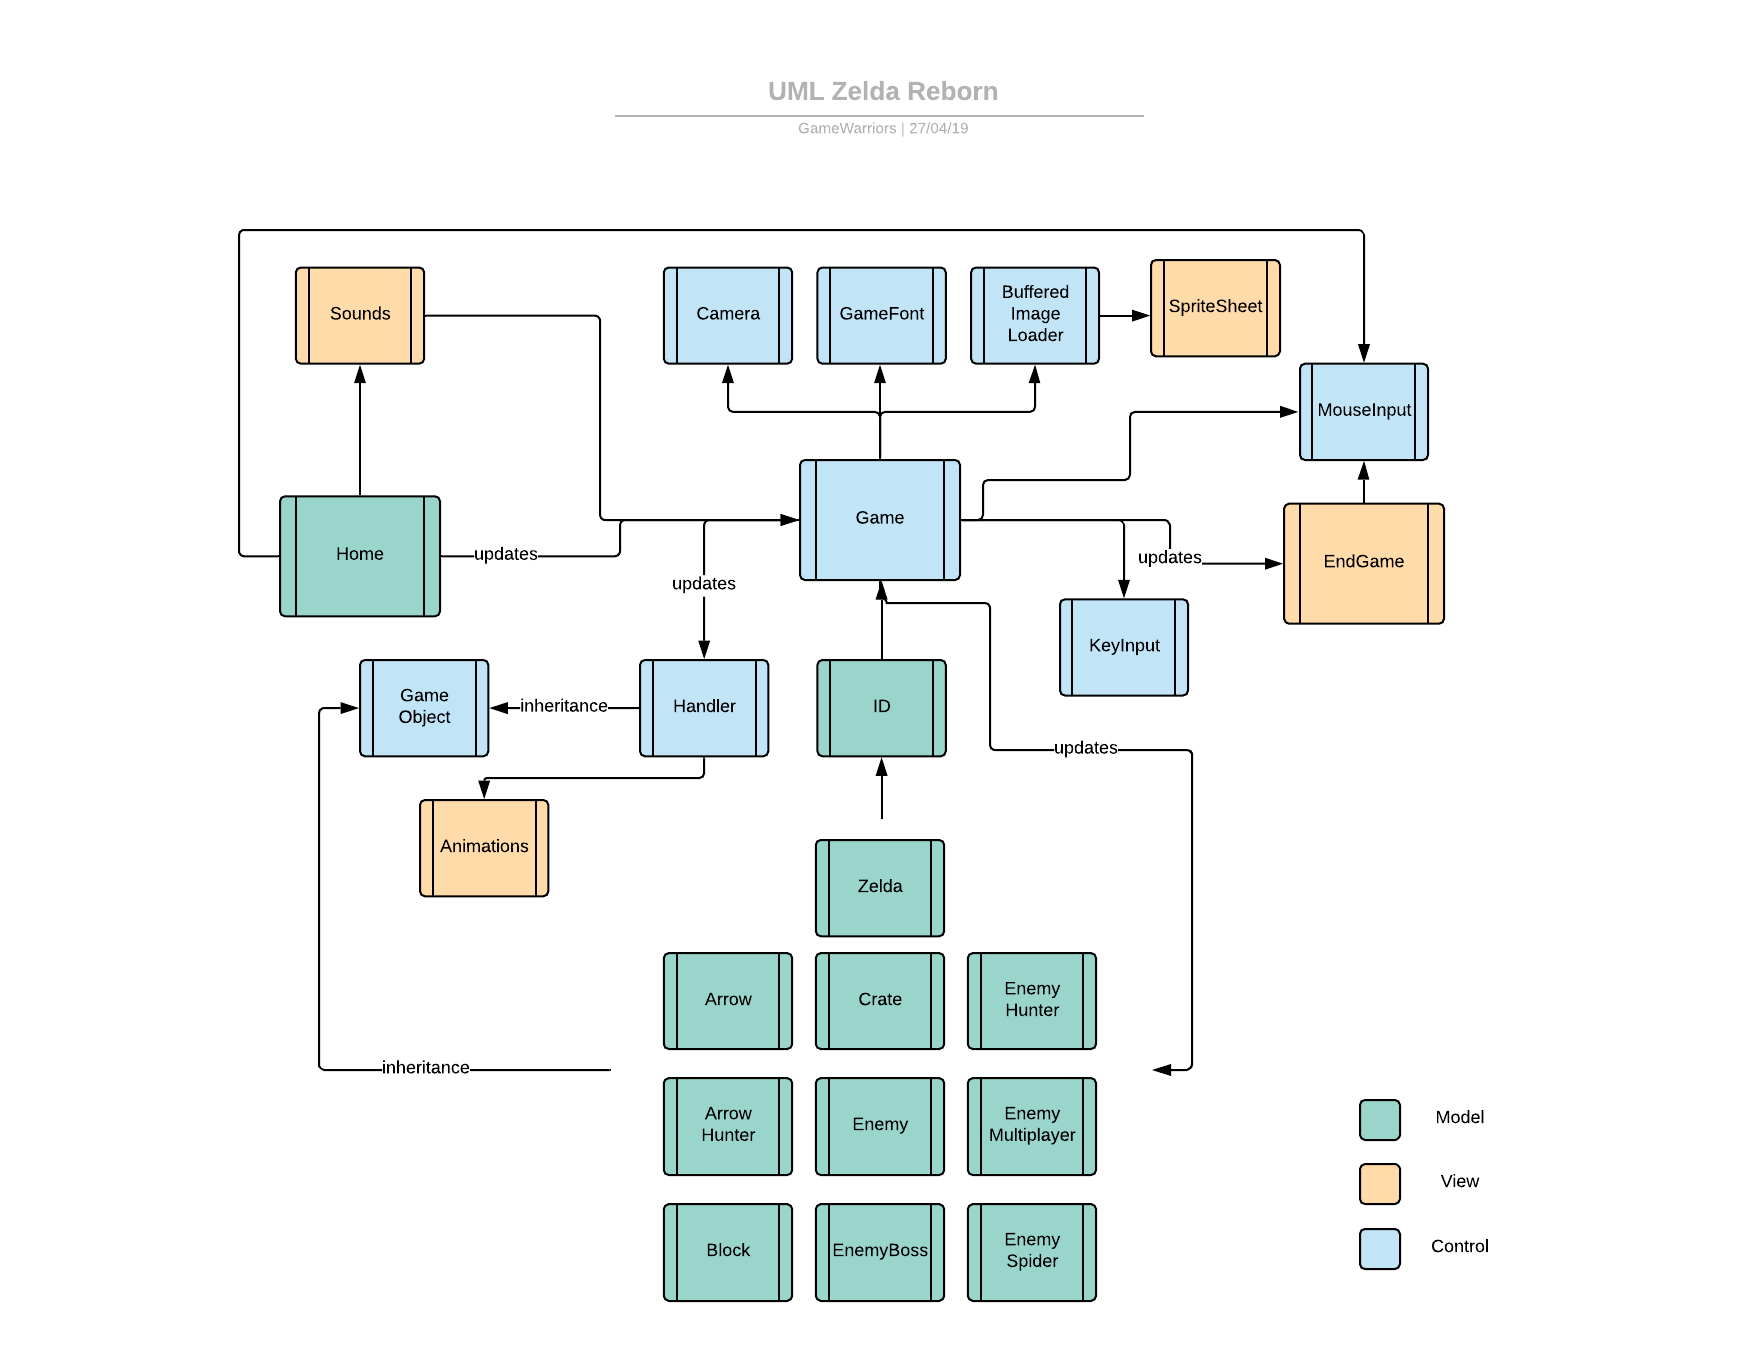 UML Zelda Reborn
GameWarriors | 27/04/19
Sounds
Camera
GameFont
Buffered
Image
Loader
SpriteSheet
MouseInput
Home
updates
updates
Game
updates
EndGame
KeyInput
Game
Object
inheritance
Handler
ID
updates
Animations
Zelda
Arrow
Crate
Enemy
Hunter
inheritance
Arrow
Hunter
Enemy
Enemy
Multiplayer
Block
EnemyBoss
Enemy
Spider
Model
View
Control